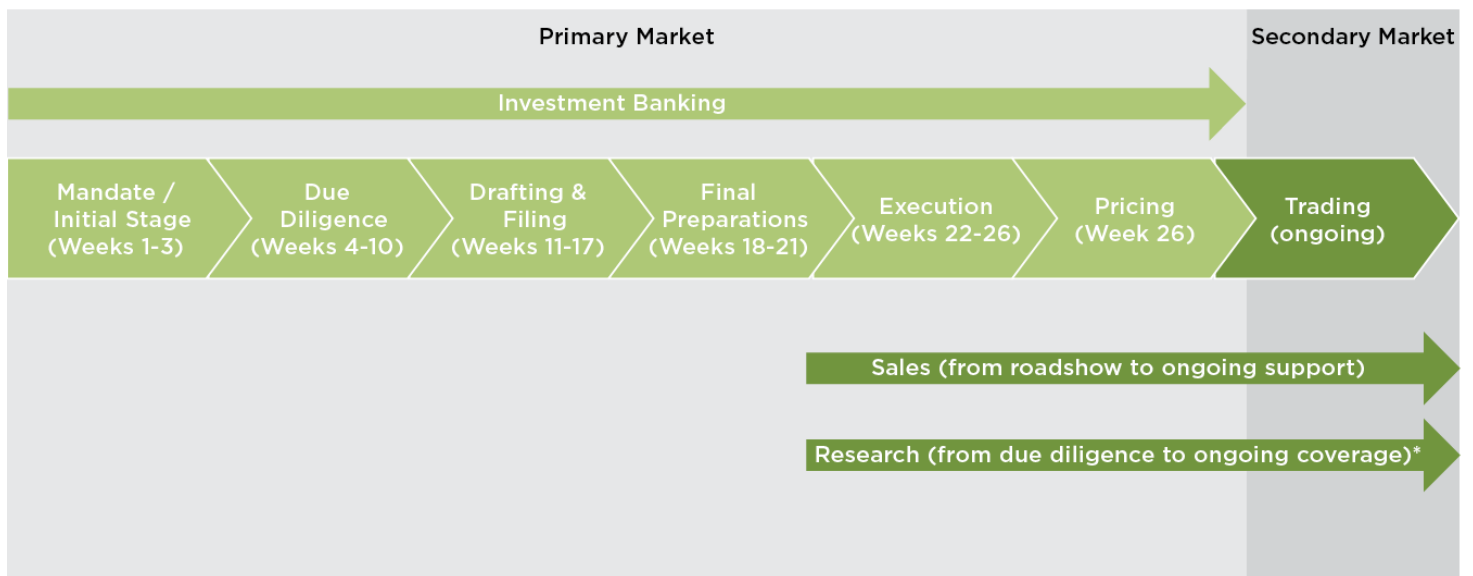 Primary Market
Secondary Market
Investment Banking
Mandate /
Initial Stage
(Weeks 1-3)
Due
Diligence
(Weeks 4-10)
Drafting &
Filing
(Weeks 11-17)
Final
Preparations
(Weeks 18-21)
Execution
(Weeks 22-26)
Pricing
(Week 26)
Trading
(ongoing)
Sales (from roadshow to ongoing support)
Research (from due diligence to ongoing coverage)*